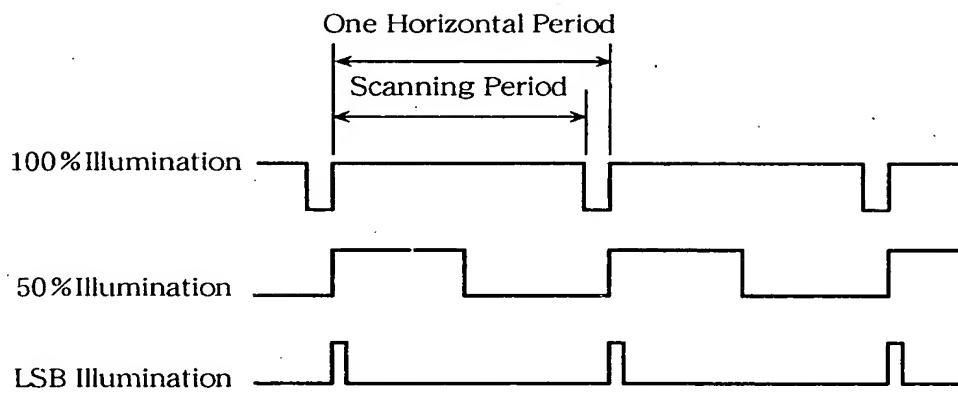 One Horizontal Period
Scanning Period
100%Illumination
50%Illumination
LSB Illumination